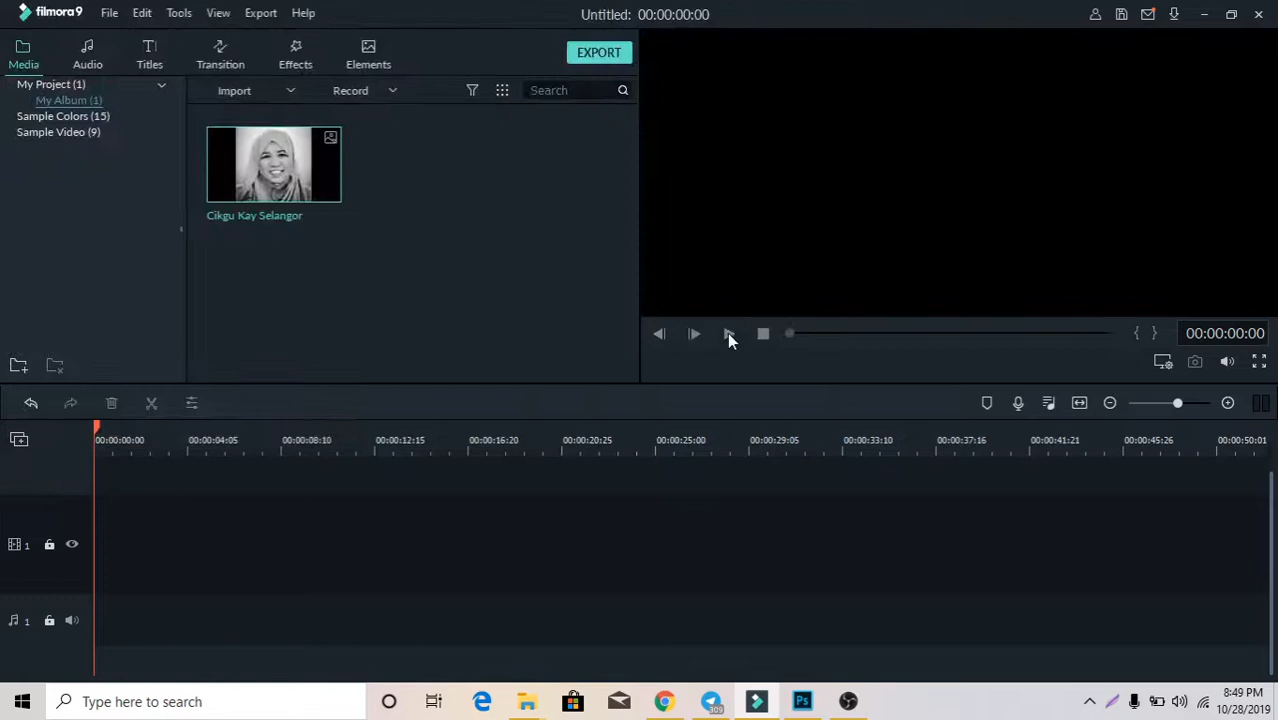 filmora9 File Edit Tools View Export Help Untitled: 00:00:00:00
Media Audio Titles Transition Effects Elements EXPORT
My Project (1)
My Album (1)
Sample Colors (15)
Sample Video (9)
Import Record Search
Cikgu Kay Selangor
00:00:00:00
00:00:00:00 00:00:04:05 00:00:08:10 00:00:12:15 00:00:16:20 00:00:20:25 00:00:25:00 00:00:29:05 00:00:33:10 00:00:37:16 00:00:41:21 00:00:45:26 00:00:50:01
1
1
Type here to search
309
Ps
8:49 PM
10/28/2019